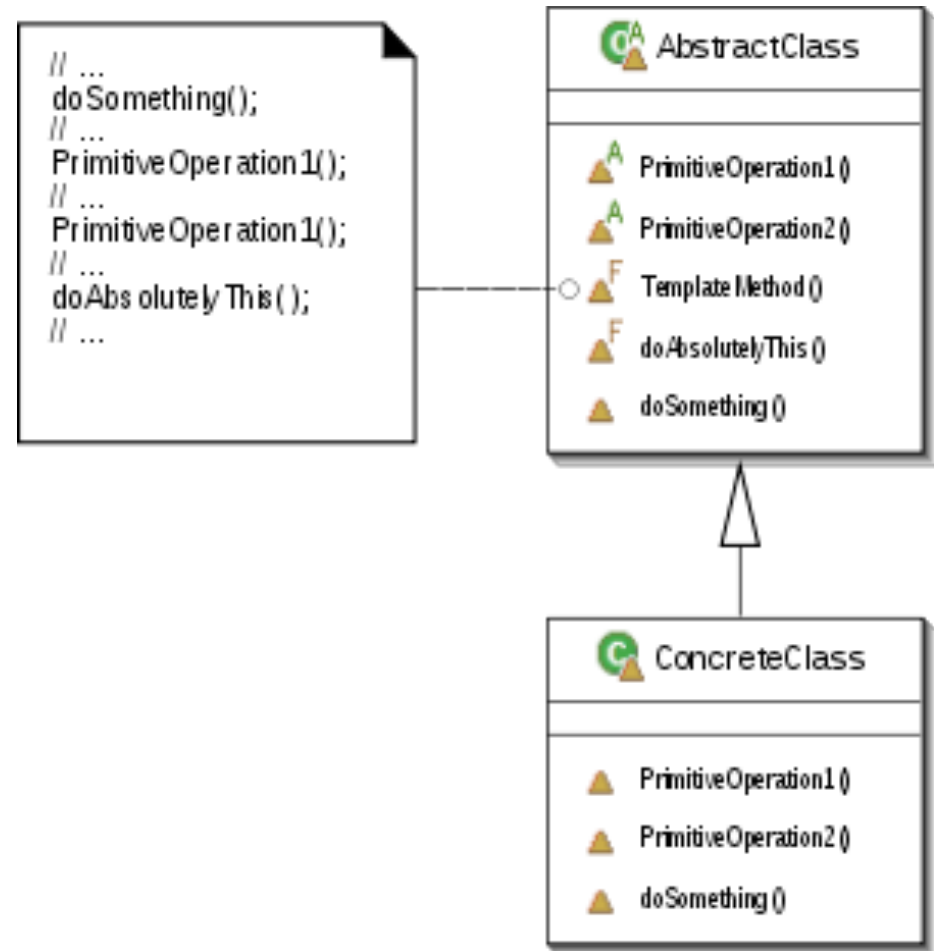 // ...
doSomething();
// ...
PrimitiveOperation1();
// ...
PrimitiveOperation1();
// ...
doAbsolutelyThis();
// ...
C A AbstractClass
A PrimitiveOperation1()
A PrimitiveOperation2()
F TemplateMethod()
F doAbsolutelyThis()
doSomething()
C ConcreteClass
PrimitiveOperation1()
PrimitiveOperation2()
doSomething()